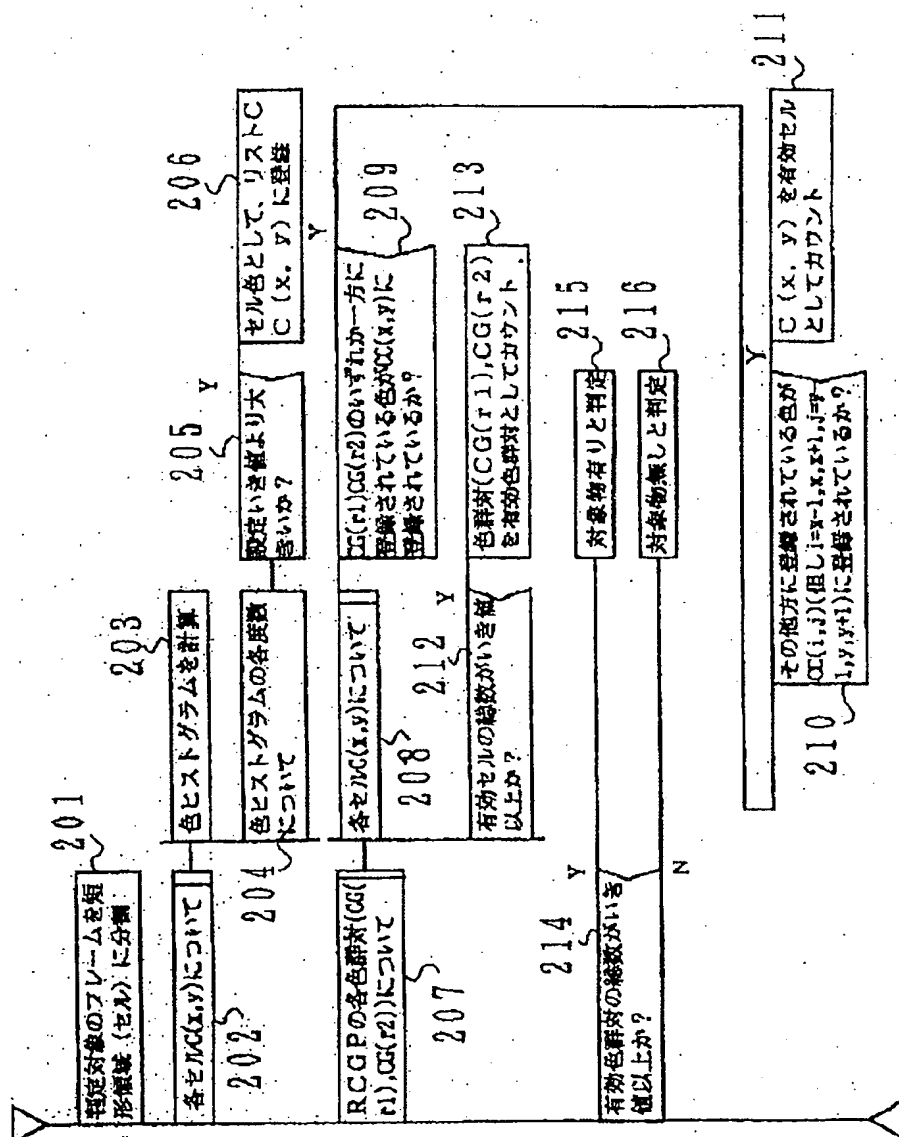 201
判定対象のフレームを短
形領域(セル)に分割
202
各セルC(x,y)について
203
色ヒストグラムを計算
204
色ヒストグラムの各度数
について
205
設定いき値より大
きいか?
Y
206
セル色として、リストC
C(x, y)に登録
207
RCGPの各色群対(CG(
r1),CG(r2))について
208
各セルC(x,y)について
209
CG(r1)CG(r2)のいずれか一方に
登録されている色がCC(x,y)に
登録されているか?
Y
210
その他方に登録されている色が
CC(i,j)(但しi=x-1,x,x+1,j=y-
1,y,y+1)に登録されているか?
Y
211
C(x, y)を有効セル
としてカウント
212
有効セルの総数がいき値
以上か?
Y
213
色群対(CG(r1),CG(r2)
を有効色群対としてカウント
214
有効色群対の総数がいき
値以上か?
Y
215
対象物有りと判定
N
216
対象物無しと判定